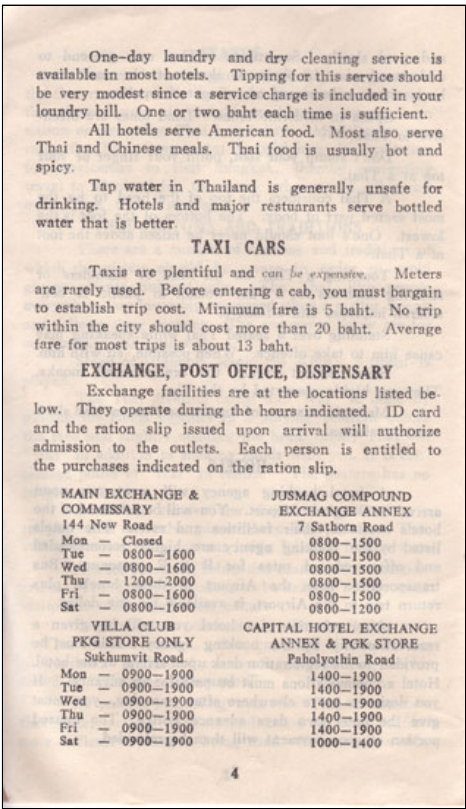 One-day laundry and dry cleaning service is
available in most hotels. Tipping for this service should
be very modest since a service charge is included in your
loundry bill. One or two baht each time is sufficient.
All hotels serve American food. Most also serve
Thai and Chinese meals. Thai food is usually hot and
spicy.
Tap water in Thailand is generally unsafe for
drinking. Hotels and major restuarants serve bottled
water that is better.
TAXI CARS
Taxis are plentiful and can be expensive. Meters
are rarely used. Before entering a cab, you must bargain
to establish trip cost. Minimum fare is 5 baht. No trip
within the city should cost more than 20 baht. Average
fare for most trips is about 13 baht.
EXCHANGE, POST OFFICE, DISPENSARY
Exchange facilities are at the locations listed be-
low. They operate during the hours indicated. ID card
and the ration slip issued upon arrival will authorize
admission to the outlets. Each person is entitled to
the purchases indicated on the ration slip.
MAIN EXCHANGE &
COMMISSARY
144 New Road
Mon — Closed
Tue — 0800—1600
Wed — 0800—1600
Thu — 1200—2000
Fri — 0800—1600
Sat — 0800—1600
JUSMAG COMPOUND
EXCHANGE ANNEX
7 Sathorn Road
0800—1500
0800—1500
0800—1500
0800—1500
0800—1500
0800—1200
VILLA CLUB
PKG STORE ONLY
Sukhumvit Road
Mon — 0900—1900
Tue — 0900—1900
Wed — 0900—1900
Thu — 0900—1900
Fri — 0900—1900
Sat — 0900—1900
CAPITAL HOTEL EXCHANGE
ANNEX & PGK STORE
Paholyothin Road
1400—1900
1400—1900
1400—1900
1400—1900
1400—1900
1000—1400
4